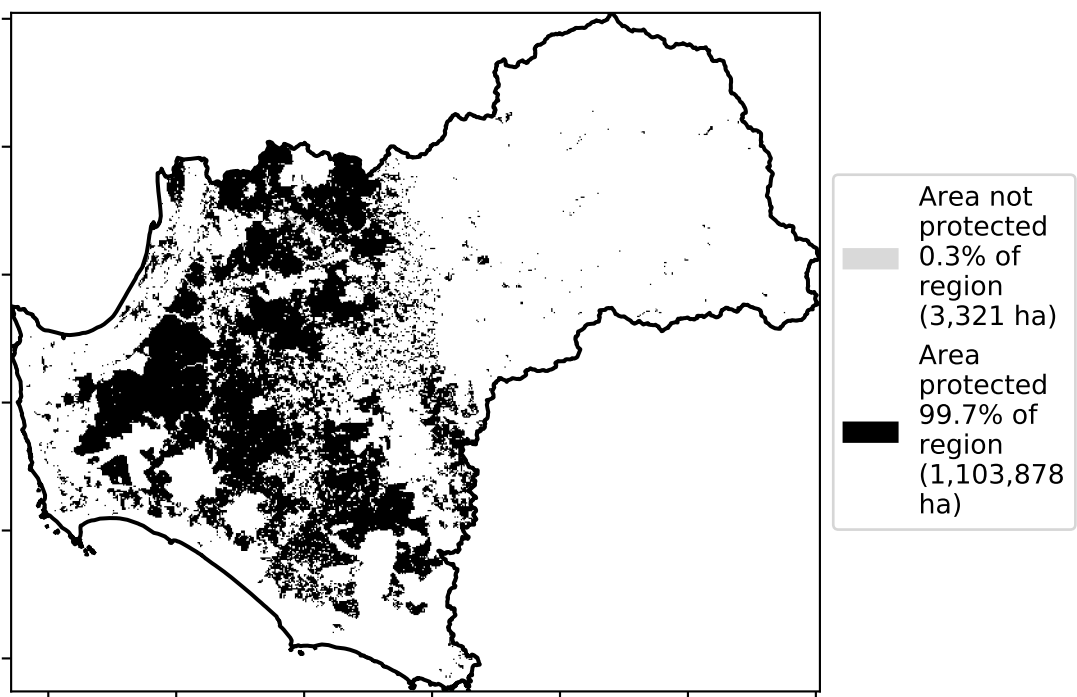 Area not
protected
0.3% of
region
(3,321 ha)
Area
protected
99.7% of
region
(1,103,878
ha)